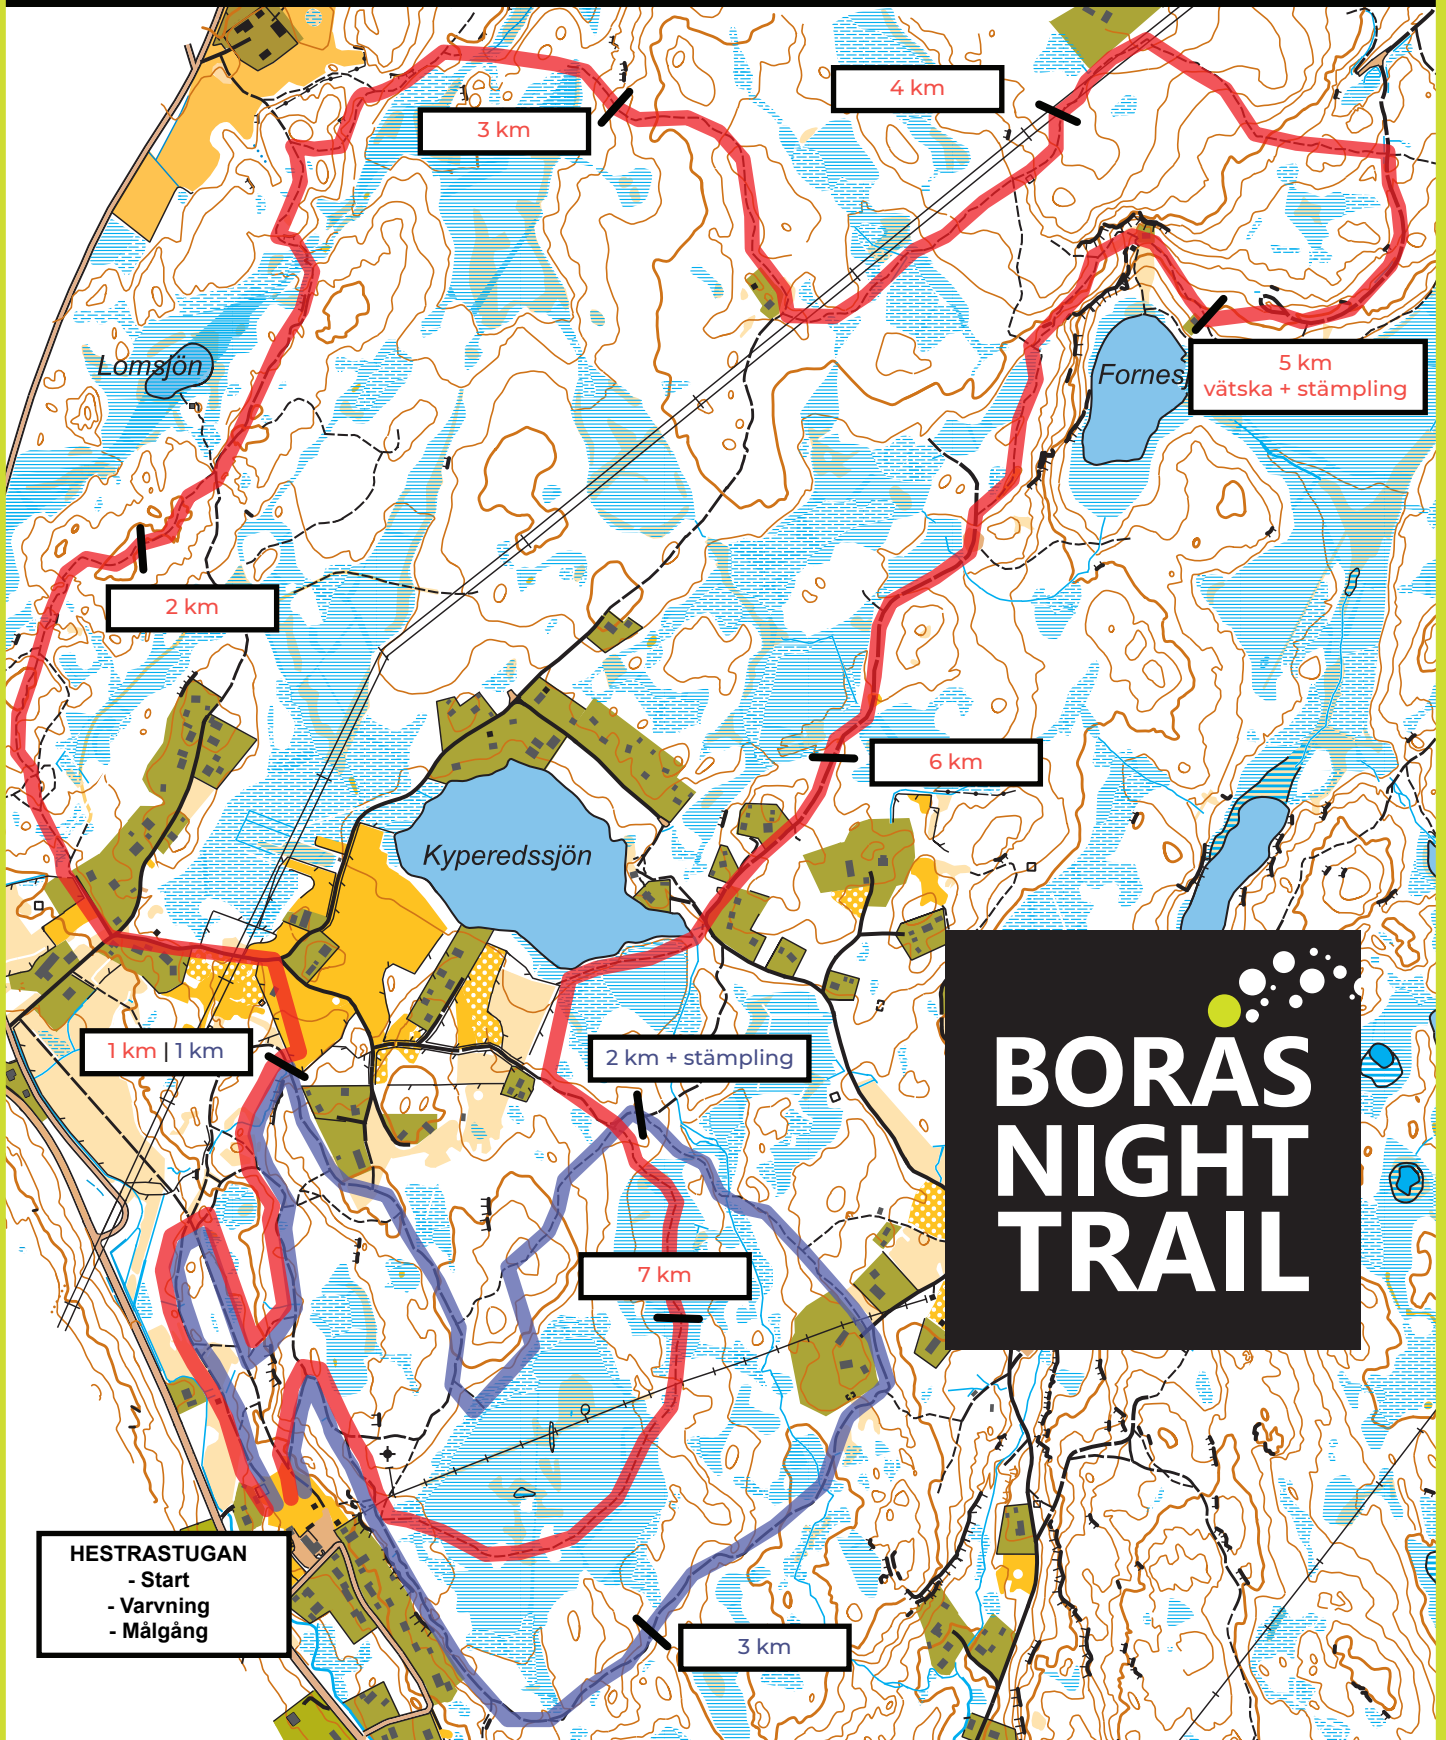 4 km
3 km
Lomsjön
Fornes
5 km
vätska + stämpling
2 km
6 km
Kyperedssjön
1 km | 1 km
2 km + stämpling
BORÅS
NIGHT
TRAIL
7 km
HESTRASTUGAN
- Start
- Varvning
- Målgång
3 km